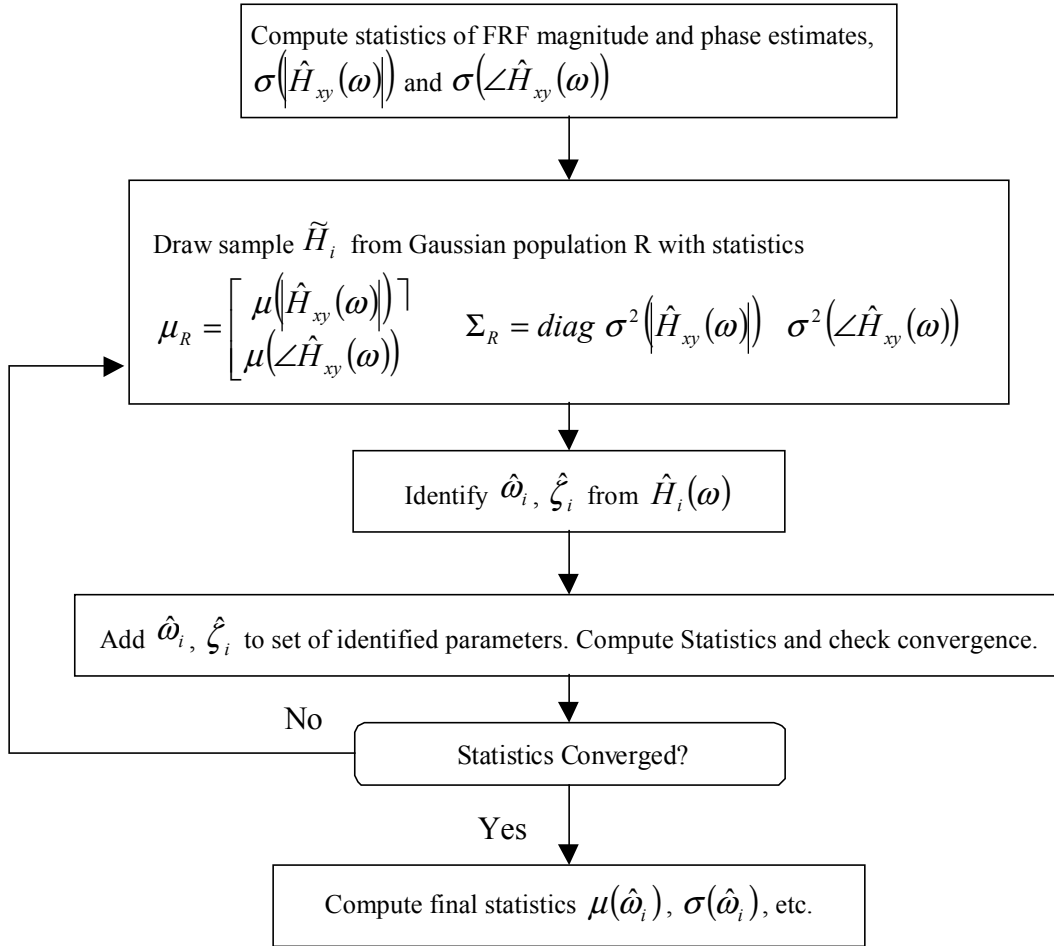 Compute statistics of FRF magnitude and phase estimates,
σ(|Ĥxy(ω)|) and σ(∠Ĥxy(ω))
Draw sample H̃i from Gaussian population R with statistics
μR = [μ(|Ĥxy(ω)|) ⌉ ΣR = diag σ²(|Ĥxy(ω)|) σ²(∠Ĥxy(ω))
μ(∠Ĥxy(ω))
Identify ω̂i, ζ̂i from Ĥi(ω)
Add ω̂i, ζ̂i to set of identified parameters. Compute Statistics and check convergence.
No
Statistics Converged?
Yes
Compute final statistics μ(ω̂i), σ(ω̂i), etc.